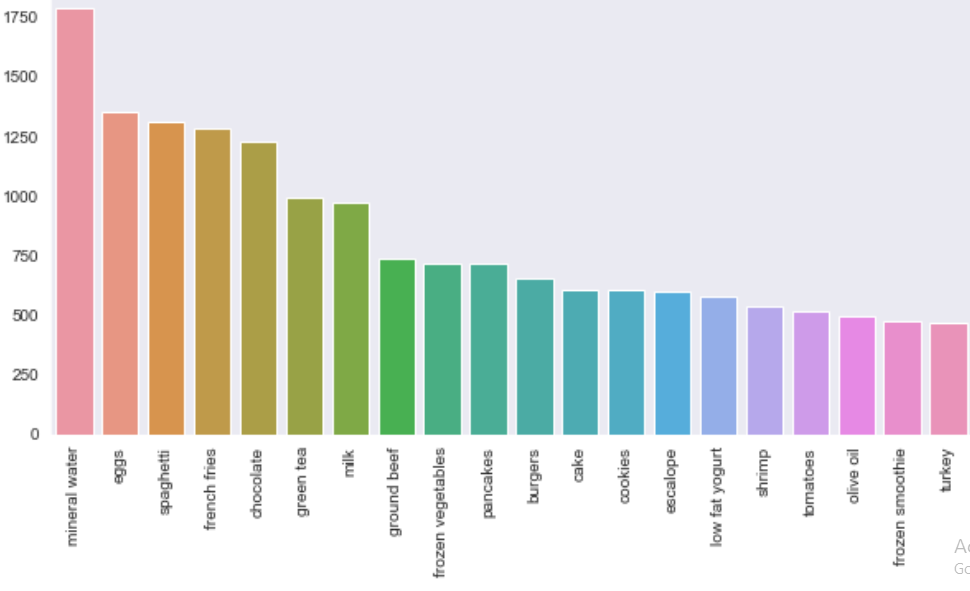 1750
1500
1250
1000
750
500
250
0
mineral water
eggs
spaghetti
french fries
chocolate
green tea
milk
ground beef
frozen vegetables
pancakes
burgers
cake
cookies
escalope
low fat yogurt
shrimp
tomatoes
olive oil
frozen smoothie
turkey